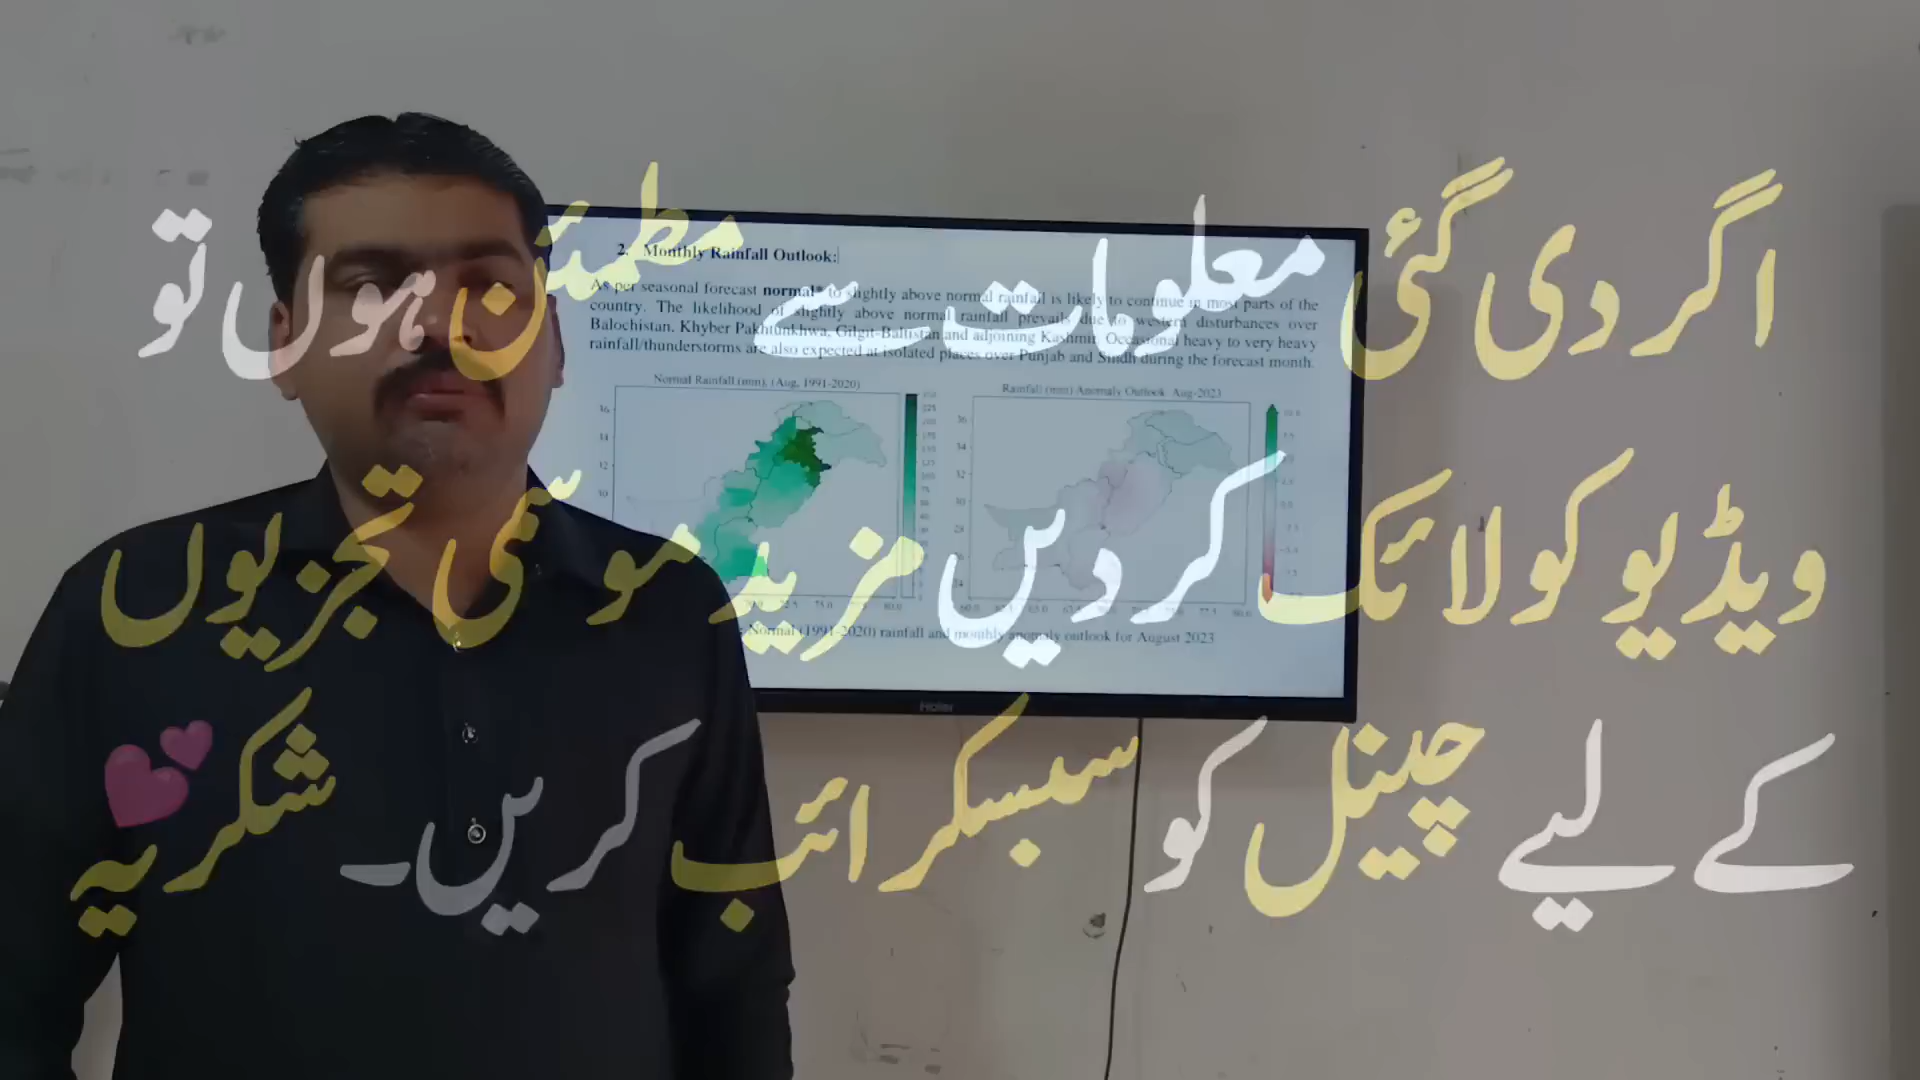 اگر دی گئی معلومات سے مطمئن ہوں تو
ویڈیو کو لائک کر دیں مزید موسمی تجزیوں
کے لیے چینل کو سبسکرائب کریں۔ شکریہ 💕
2. Monthly Rainfall Outlook:
As per seasonal forecast normal* to slightly above normal rainfall is likely to continue in most parts of the
country. The likelihood of slightly above normal rainfall prevails due to western disturbances over
Balochistan, Khyber Pakhtunkhwa, Gilgit-Baltistan and adjoining Kashmir. Occasional heavy to very heavy
rainfall/thunderstorms are also expected at isolated places over Punjab and Sindh during the forecast month.
Normal Rainfall (mm), (Aug, 1991-2020)
Rainfall (mm) Anomaly Outlook Aug-2023
Normal (1991-2020) rainfall and monthly anomaly outlook for August 2023
Haier